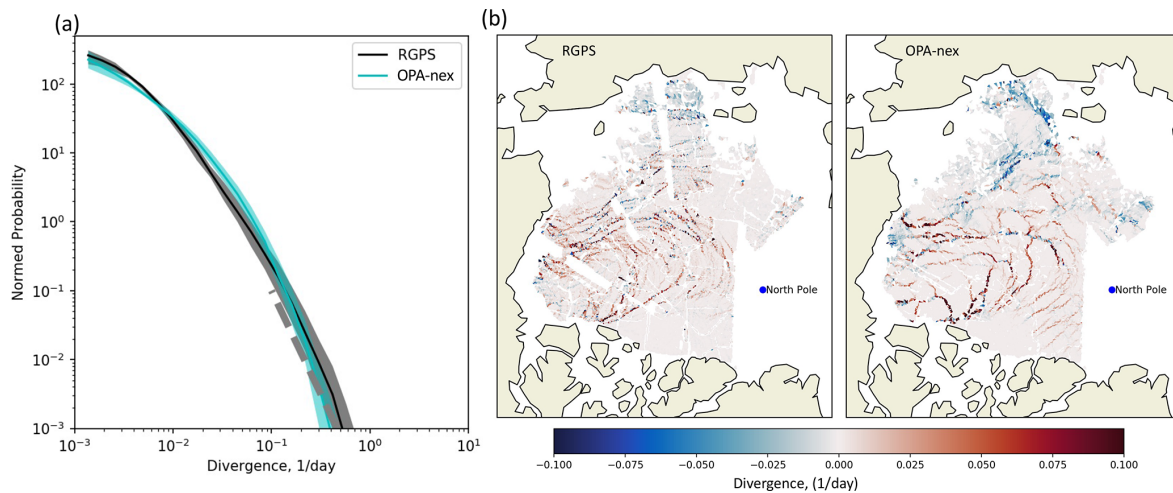 (a)
RGPS
OPA-nex
10²
10¹
10⁰
10⁻¹
10⁻²
10⁻³
Normed Probability
10⁻³
10⁻²
10⁻¹
10⁰
10¹
Divergence, 1/day
(b)
RGPS
North Pole
OPA-nex
North Pole
−0.100
−0.075
−0.050
−0.025
0.000
0.025
0.050
0.075
0.100
Divergence, (1/day)